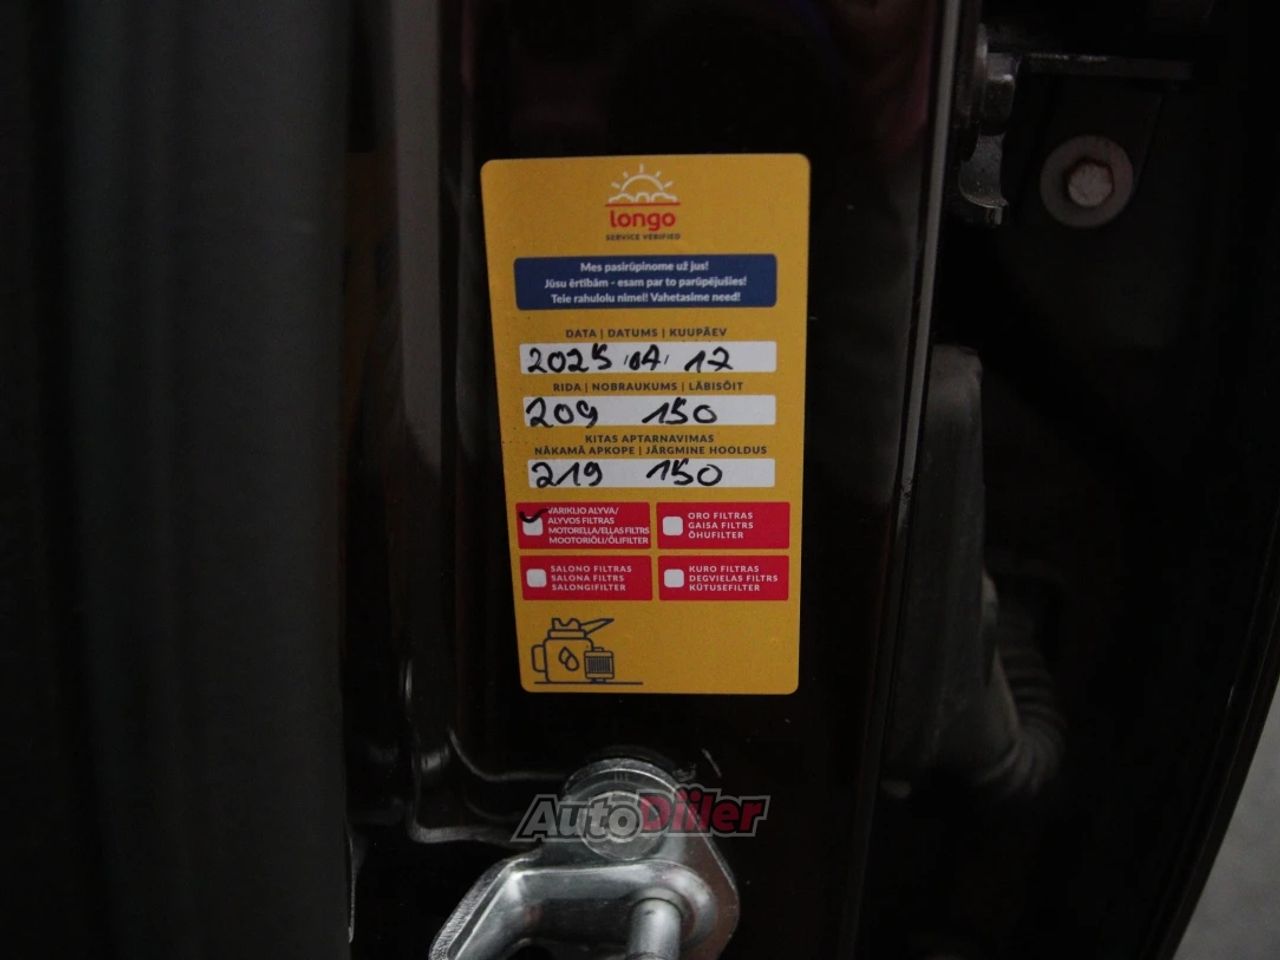 longo
SERVICE VERIFIED
Mes pasirūpinome už jus!
Jūsu ērtībām - esam par to parūpējušies!
Teie rahulolu nimel! Vahetasime need!
DATA | DATUMS | KUUPÄEV
2025 .04. 17
RIDA | NOBRAUKUMS | LÄBISÕIT
209 150
KITAS APTARNAVIMAS
NĀKAMĀ APKOPE | JÄRGMINE HOOLDUS
219 150
VARIKLIO ALYVA/
ALYVOS FILTRAS
MOTOREĻĻA/EĻĻAS FILTRS
MOOTORIÕLI/ÕLIFILTER
ORO FILTRAS
GAISA FILTRS
ÕHUFILTER
SALONO FILTRAS
SALONA FILTRS
SALONGIFILTER
KURO FILTRAS
DEGVIELAS FILTRS
KÜTUSEFILTER
AutoDiiler